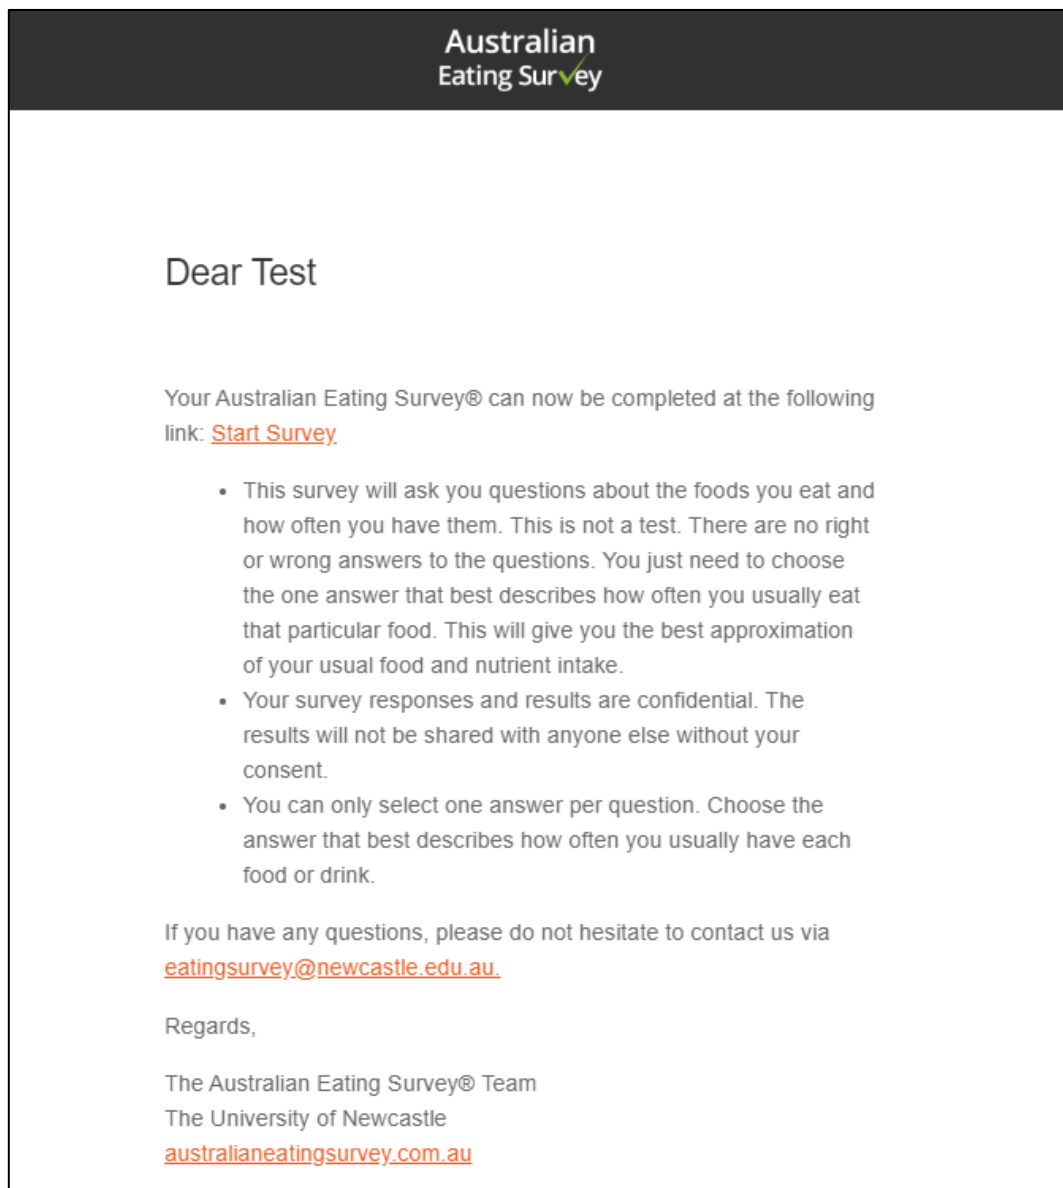 Australian
Eating Survey
Dear Test
Your Australian Eating Survey® can now be completed at the following
link: Start Survey
• This survey will ask you questions about the foods you eat and
how often you have them. This is not a test. There are no right
or wrong answers to the questions. You just need to choose
the one answer that best describes how often you usually eat
that particular food. This will give you the best approximation
of your usual food and nutrient intake.
• Your survey responses and results are confidential. The
results will not be shared with anyone else without your
consent.
• You can only select one answer per question. Choose the
answer that best describes how often you usually have each
food or drink.
If you have any questions, please do not hesitate to contact us via
eatingsurvey@newcastle.edu.au.
Regards,
The Australian Eating Survey® Team
The University of Newcastle
australianeatingsurvey.com.au